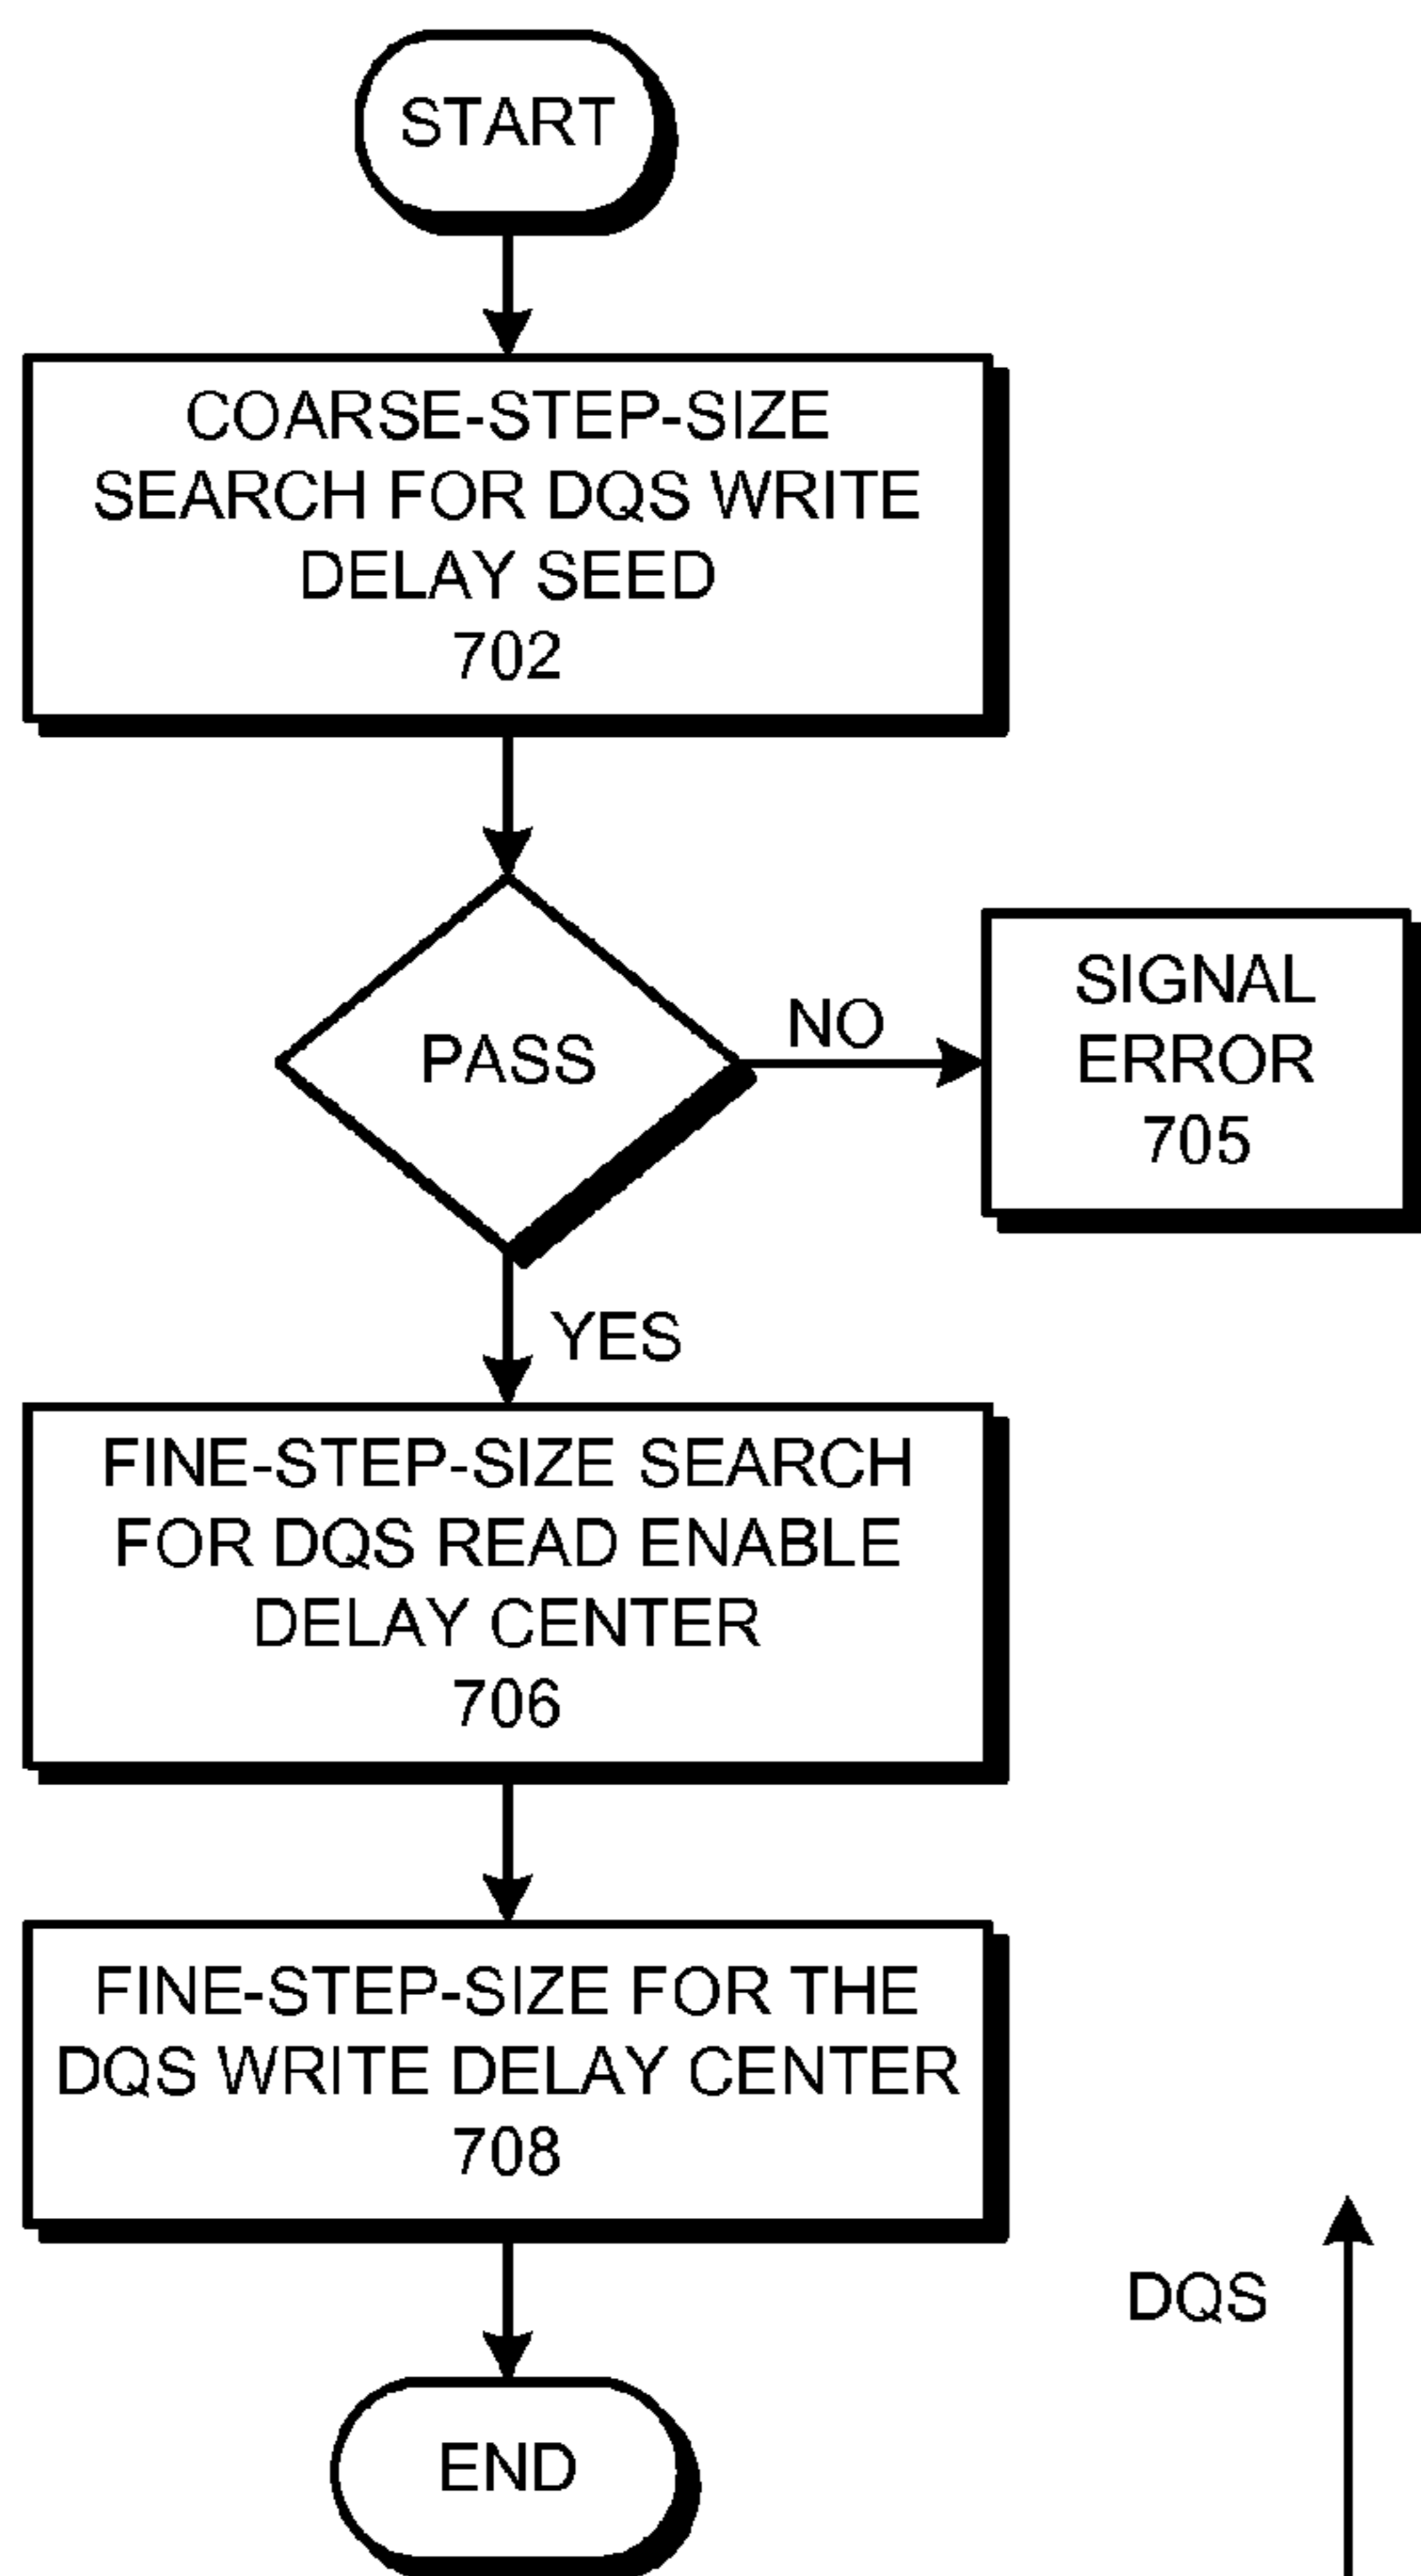 START
COARSE-STEP-SIZE
SEARCH FOR DQS WRITE
DELAY SEED
702
PASS
NO
SIGNAL
ERROR
705
YES
FINE-STEP-SIZE SEARCH
FOR DQS READ ENABLE
DELAY CENTER
706
FINE-STEP-SIZE FOR THE
DQS WRITE DELAY CENTER
708
DQS
END